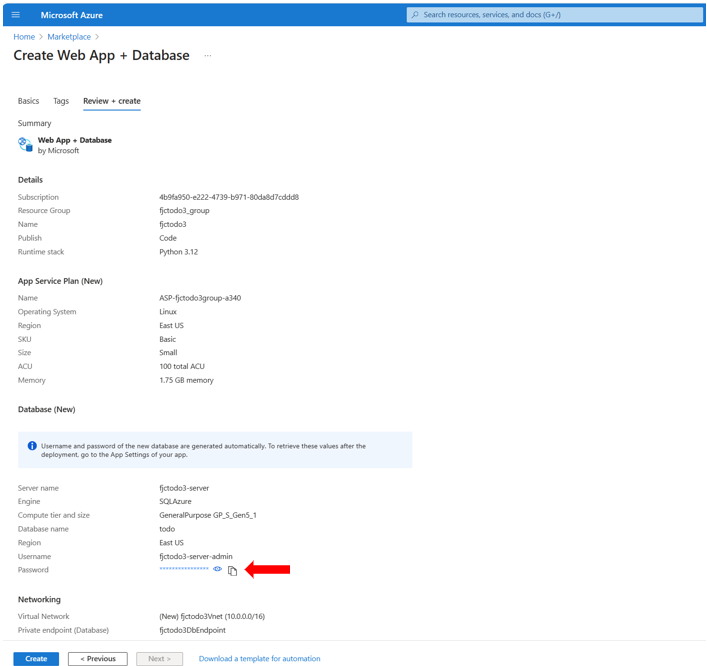 Microsoft Azure
Search resources, services, and docs (G+/)
Home > Marketplace >
Create Web App + Database ...
Basics Tags Review + create
Summary
Web App + Database
by Microsoft
Details
Subscription 4b9fa950-e222-4739-b971-80da8d7cddd8
Resource Group fjctodo3_group
Name fjctodo3
Publish Code
Runtime stack Python 3.12
App Service Plan (New)
Name ASP-fjctodo3group-a340
Operating System Linux
Region East US
SKU Basic
Size Small
ACU 100 total ACU
Memory 1.75 GB memory
Database (New)
Username and password of the new database are generated automatically. To retrieve these values after the
deployment, go to the App Settings of your app.
Server name fjctodo3-server
Engine SQLAzure
Compute tier and size GeneralPurpose GP_S_Gen5_1
Database name todo
Region East US
Username fjctodo3-server-admin
Password ****************
Networking
Virtual Network (New) fjctodo3Vnet (10.0.0.0/16)
Private endpoint (Database) fjctodo3DbEndpoint
Create < Previous Next > Download a template for automation